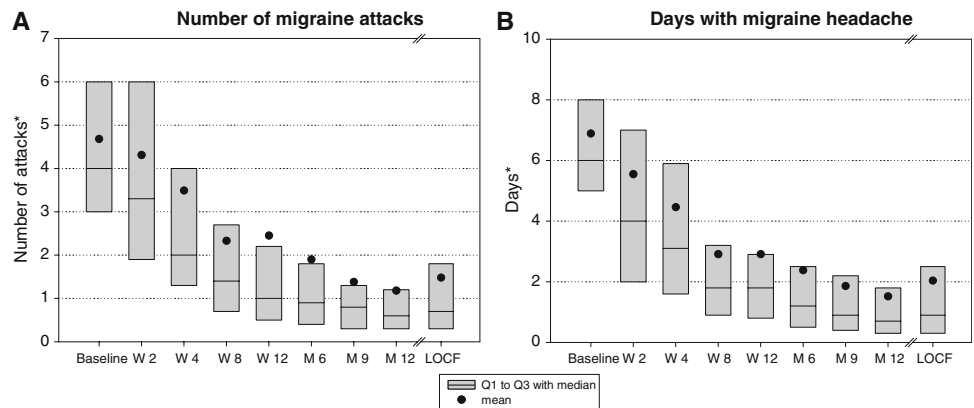 A Number of migraine attacks
Number of attacks*
7
6
5
4
3
2
1
0
Baseline W 2 W 4 W 8 W 12 M 6 M 9 M 12 LOCF
B Days with migraine headache
Days*
10
8
6
4
2
0
Baseline W 2 W 4 W 8 W 12 M 6 M 9 M 12 LOCF
Q1 to Q3 with median
mean